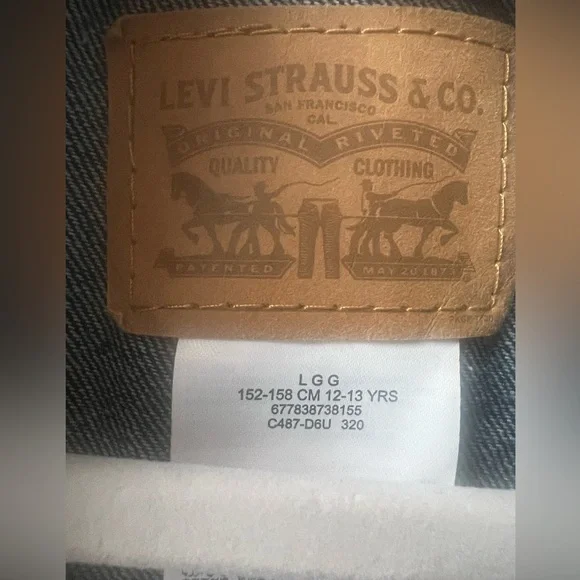 LEVI STRAUSS & CO.
SAN FRANCISCO
CAL.
ORIGINAL RIVETED
QUALITY CLOTHING
PATENTED MAY 20 1873
L G G
152-158 CM 12-13 YRS
677838738155
C487-D6U 320